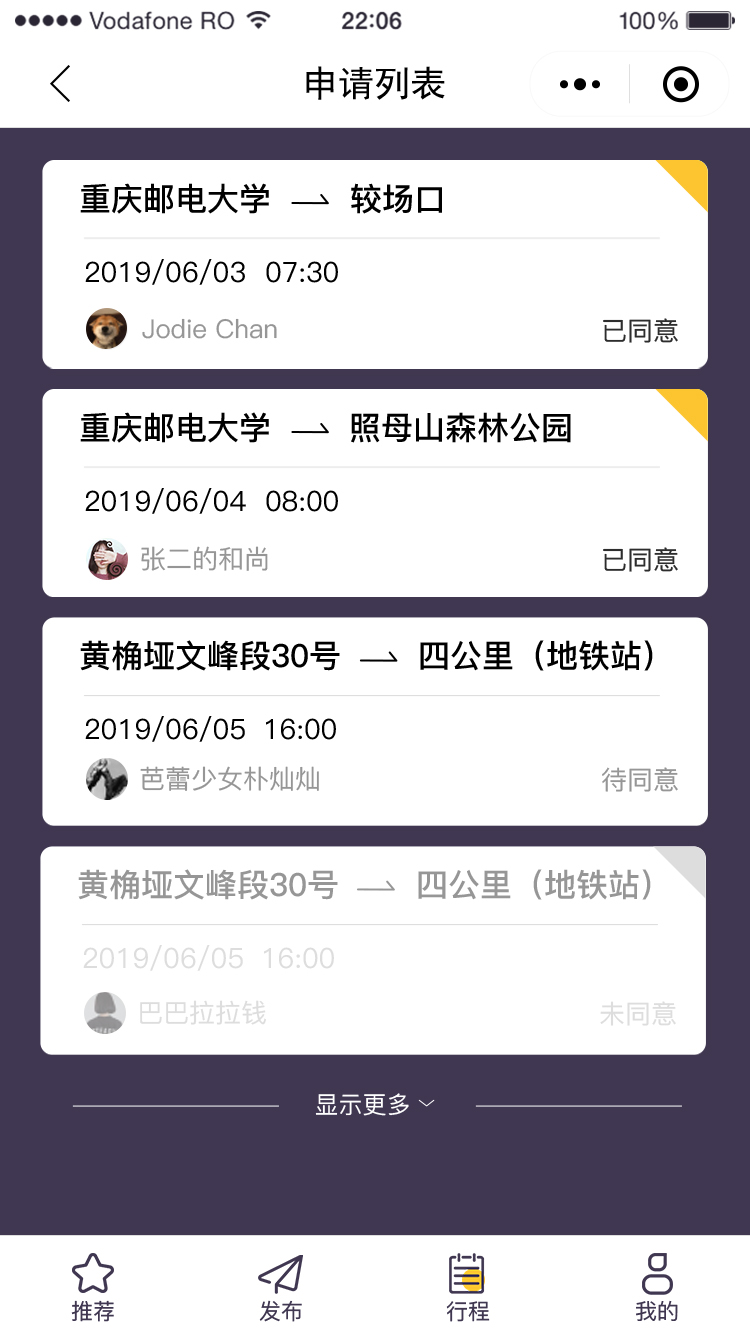 Vodafone RO 22:06 100%
申请列表
重庆邮电大学 → 较场口
2019/06/03 07:30
Jodie Chan 已同意
重庆邮电大学 → 照母山森林公园
2019/06/04 08:00
张二的和尚 已同意
黄桷垭文峰段30号 → 四公里（地铁站）
2019/06/05 16:00
芭蕾少女朴灿灿 待同意
黄桷垭文峰段30号 → 四公里（地铁站）
2019/06/05 16:00
巴巴拉拉钱 未同意
显示更多
推荐 发布 行程 我的